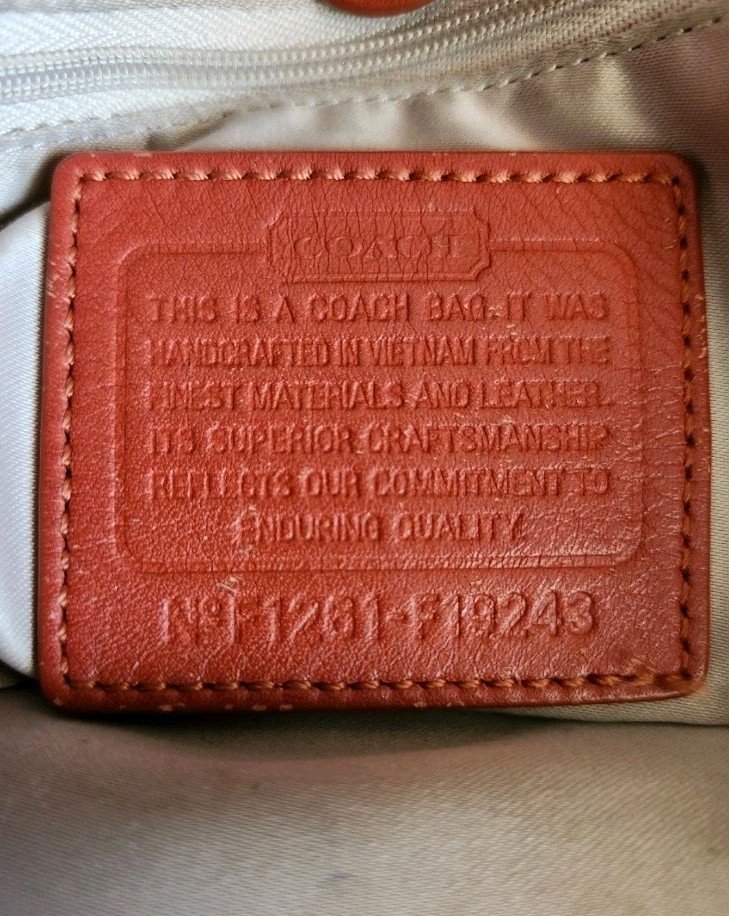 COACH
THIS IS A COACH BAG. IT WAS
HANDCRAFTED IN VIETNAM FROM THE
FINEST MATERIALS AND LEATHER.
ITS SUPERIOR CRAFTSMANSHIP
REFLECTS OUR COMMITMENT TO
ENDURING QUALITY.
Nº F1261-F19243